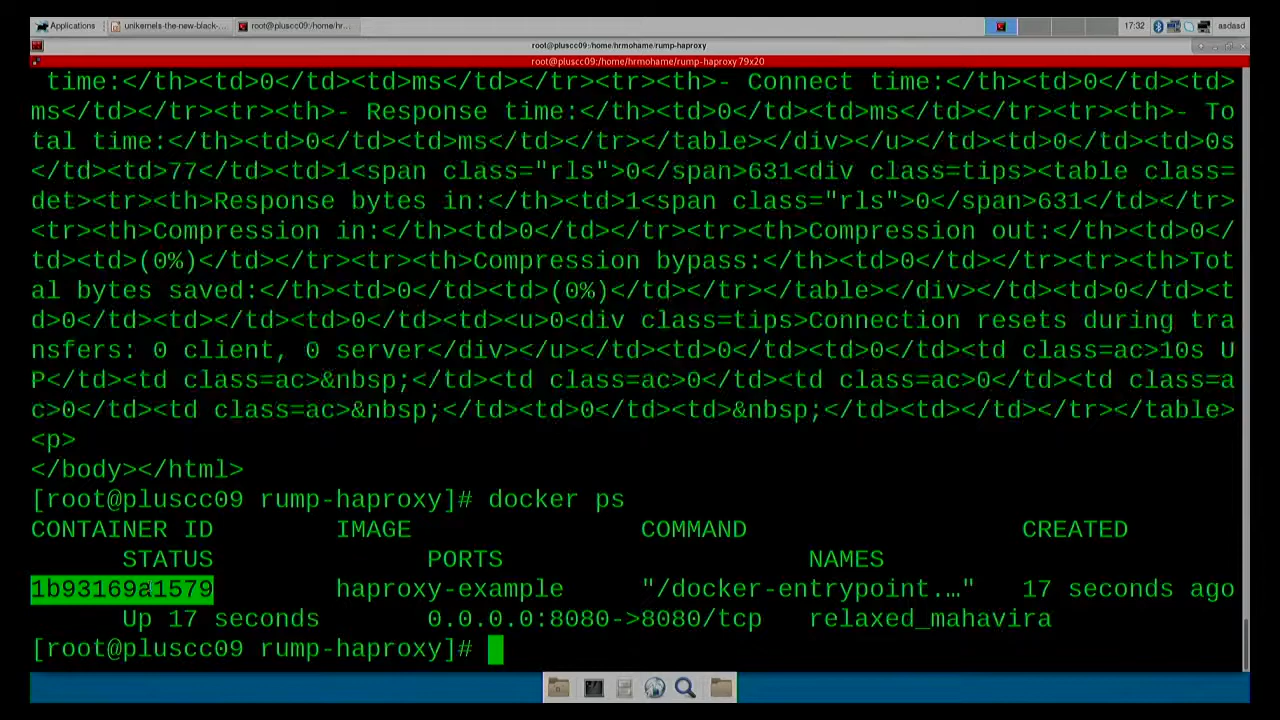 Applications
unikernels-the-new-black-...
root@pluscc09:/home/hr...
17:32
asdasd
root@pluscc09:/home/hrmohame/rump-haproxy
root@pluscc09:/home/hrmohame/rump-haproxy 79x20
time:</th><td>0</td><td>ms</td></tr><tr><th>- Connect time:</th><td>0</td><td>
ms</td></tr><tr><th>- Response time:</th><td>0</td><td>ms</td></tr><tr><th>- To
tal time:</th><td>0</td><td>ms</td></tr></table></div></u></td><td>0</td><td>0s
</td><td>77</td><td>1<span class="rls">0</span>631<div class=tips><table class=
det><tr><th>Response bytes in:</th><td>1<span class="rls">0</span>631</td></tr>
<tr><th>Compression in:</th><td>0</td></tr><tr><th>Compression out:</th><td>0</
td><td>(0%)</td></tr><tr><th>Compression bypass:</th><td>0</td></tr><tr><th>Tot
al bytes saved:</th><td>0</td><td>(0%)</td></tr></table></div></td><td>0</td><t
d>0</td><td></td><td>0</td><td><u>0<div class=tips>Connection resets during tra
nsfers: 0 client, 0 server</div></u></td><td>0</td><td>0</td><td class=ac>10s U
P</td><td class=ac>&nbsp;</td><td class=ac>0</td><td class=ac>0</td><td class=a
c>0</td><td class=ac>&nbsp;</td><td>0</td><td>&nbsp;</td><td></td></tr></table>
<p>
</body></html>
[root@pluscc09 rump-haproxy]# docker ps
CONTAINER ID IMAGE COMMAND CREATED
STATUS PORTS NAMES
1b93169a1579 haproxy-example "/docker-entrypoint.…" 17 seconds ago
Up 17 seconds 0.0.0.0:8080->8080/tcp relaxed_mahavira
[root@pluscc09 rump-haproxy]#